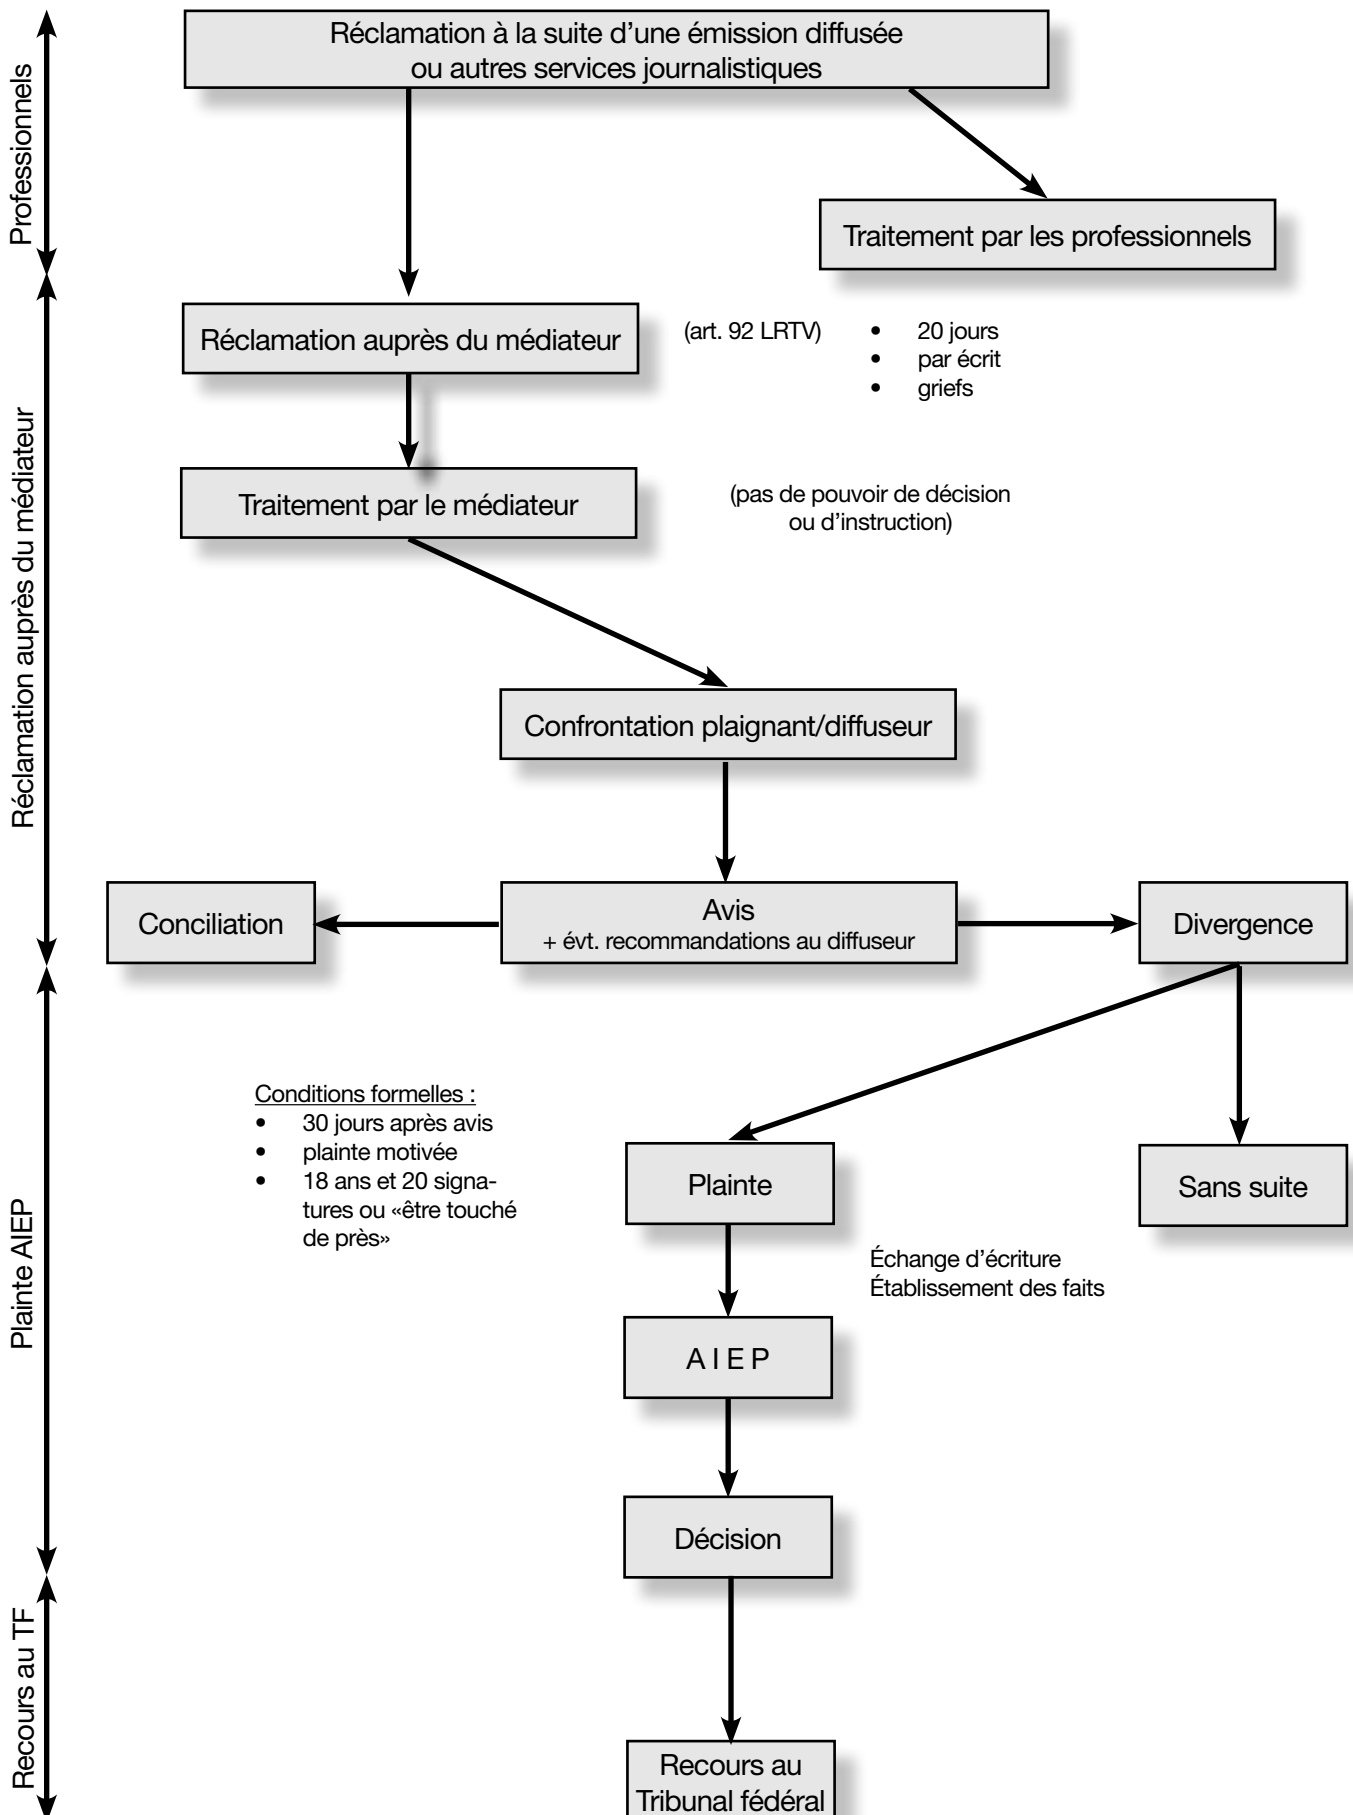 Réclamation à la suite d’une émission diffusée
ou autres services journalistiques
Professionnels
Traitement par les professionnels
Réclamation auprès du médiateur
(art. 92 LRTV)
• 20 jours
• par écrit
• griefs
Réclamation auprès du médiateur
Traitement par le médiateur
(pas de pouvoir de décision
ou d’instruction)
Confrontation plaignant/diffuseur
Conciliation
Avis
+ évt. recommandations au diffuseur
Divergence
Plainte AIEP
Conditions formelles :
• 30 jours après avis
• plainte motivée
• 18 ans et 20 signa-
tures ou «être touché
de près»
Plainte
Sans suite
Échange d’écriture
Établissement des faits
A I E P
Décision
Recours au TF
Recours au
Tribunal fédéral